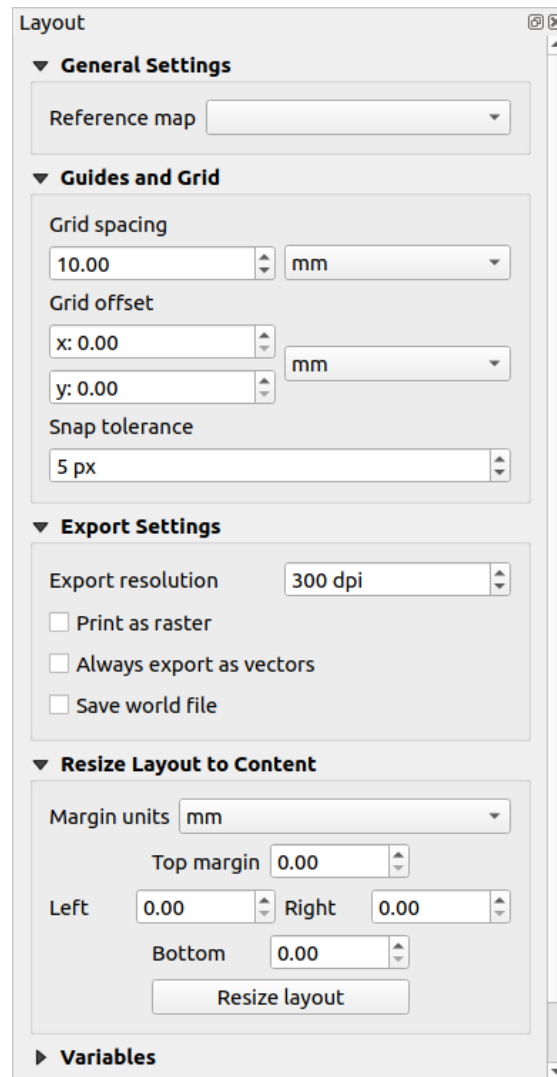 Layout
General Settings
Reference map
Guides and Grid
Grid spacing
10.00 mm
Grid offset
x: 0.00
mm
y: 0.00
Snap tolerance
5 px
Export Settings
Export resolution 300 dpi
Print as raster
Always export as vectors
Save world file
Resize Layout to Content
Margin units mm
Top margin 0.00
Left 0.00 Right 0.00
Bottom 0.00
Resize layout
Variables